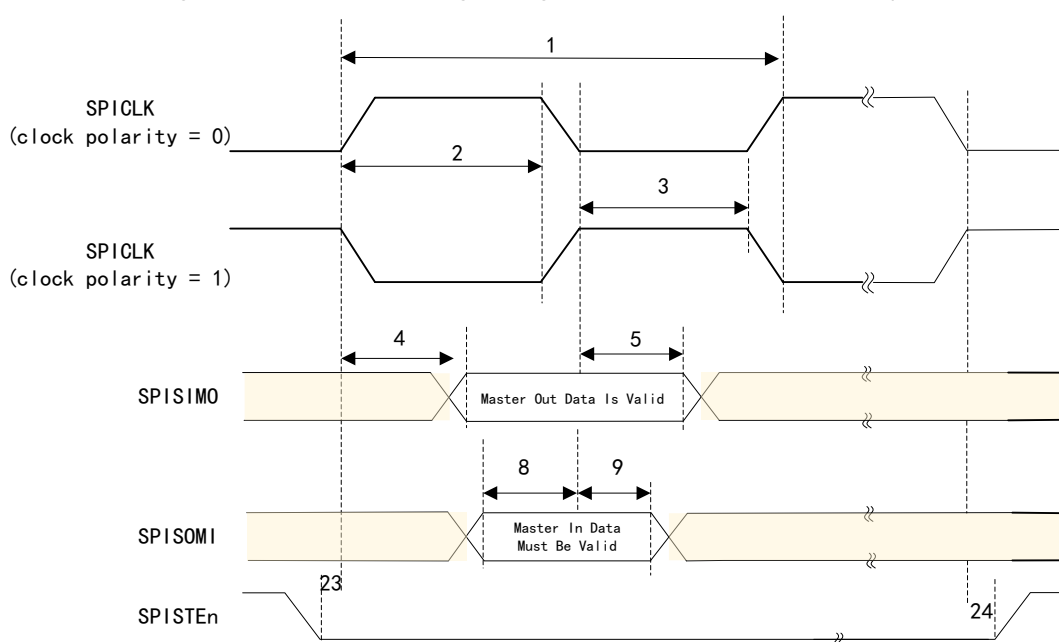 1
SPICLK
(clock polarity = 0)
2
3
SPICLK
(clock polarity = 1)
4
5
SPISIMO
Master Out Data Is Valid
8
9
SPISOMI
Master In Data
Must Be Valid
23
SPISTEn
24